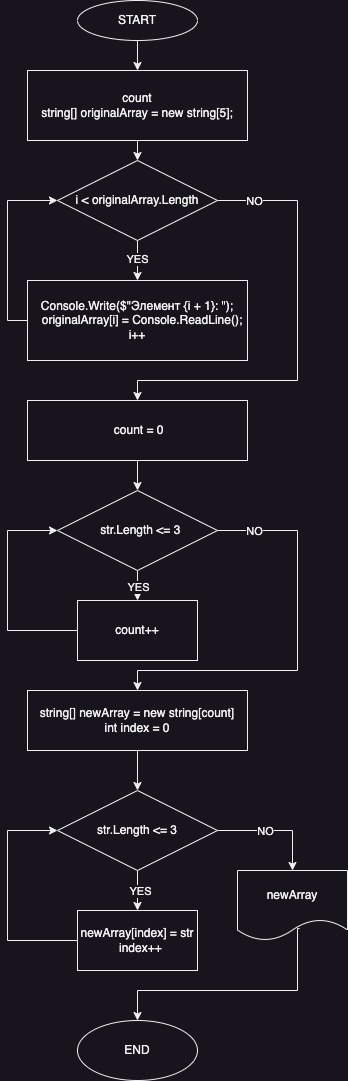 START
count
string[] originalArray = new string[5];
i < originalArray.Length
NO
YES
Console.Write($"Элемент {i + 1}: ");
originalArray[i] = Console.ReadLine();
i++
count = 0
str.Length <= 3
NO
YES
count++
string[] newArray = new string[count]
int index = 0
str.Length <= 3
NO
YES
newArray
newArray[index] = str
index++
END